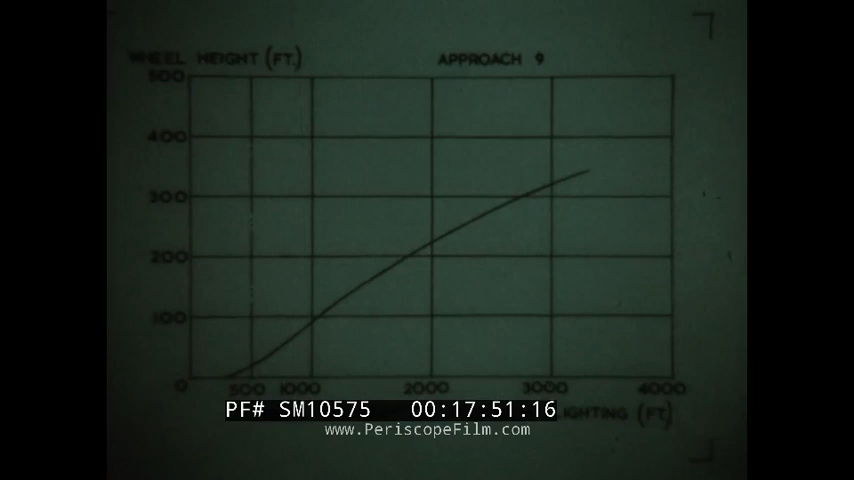 WHEEL HEIGHT (FT.)
APPROACH 9
500
400
300
200
100
0 500 1000 2000 3000 4000
LIGHTING (FT.)
PF# SM10575 00:17:51:16
www.PeriscopeFilm.com